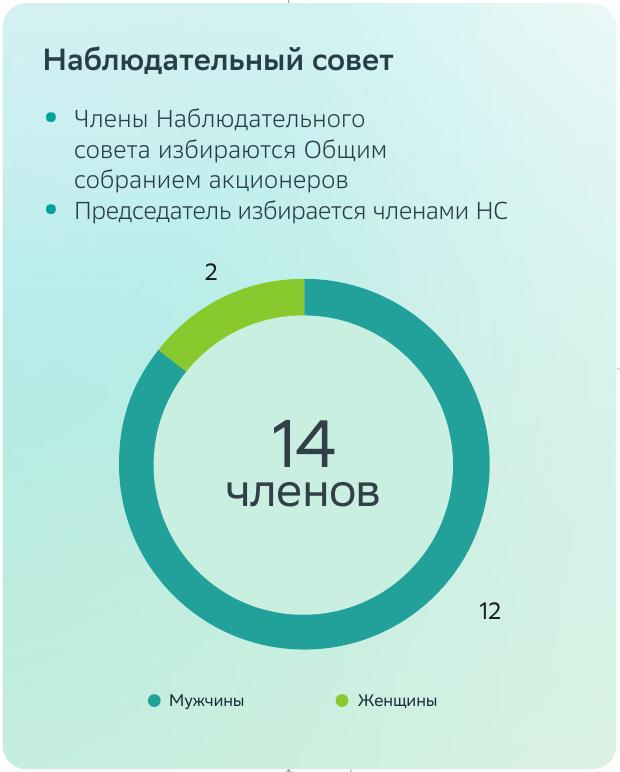 Наблюдательный совет
• Члены Наблюдательного
совета избираются Общим
собранием акционеров
• Председатель избирается членами НС
2
14
членов
12
Мужчины
Женщины